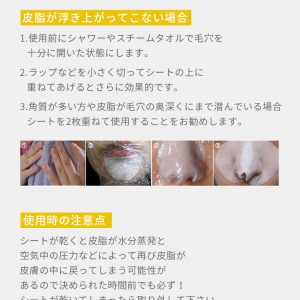 皮脂が浮き上がってこない場合
1.使用前にシャワーやスチームタオルで毛穴を
十分に開いた状態にします。
2.ラップなどを小さく切ってシートの上に
重ねてあげるとさらに効果的です。
3.角質が多い方や皮脂が毛穴の奥深くにまで潜んでいる場合
シートを2枚重ねて使用することをお勧めします。
① ② ③ ④
使用時の注意点
シートが乾くと皮脂が水分蒸発と
空気中の圧力などによって再び皮脂が
皮膚の中に戻ってしまう可能性が
あるので決められた時間前でも必ず!
シートが乾いてしまったら取り外して下さい